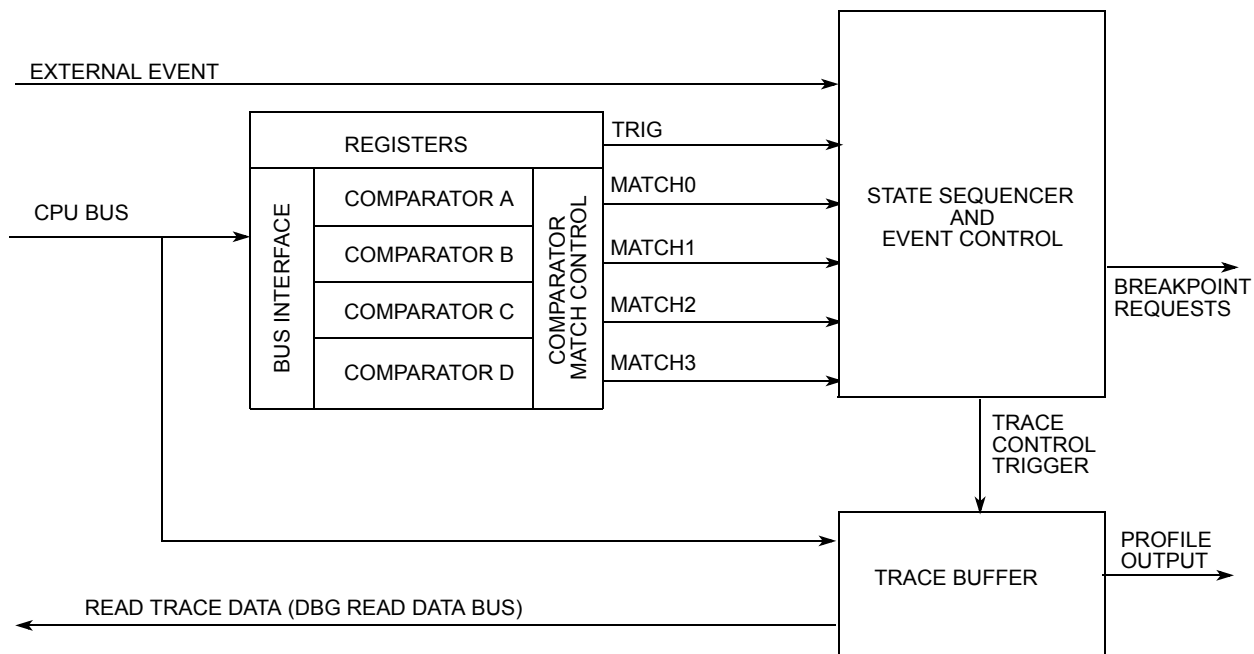 EXTERNAL EVENT
REGISTERS
TRIG
CPU BUS
BUS INTERFACE
COMPARATOR A
COMPARATOR B
COMPARATOR C
COMPARATOR D
COMPARATOR
MATCH CONTROL
MATCH0
MATCH1
MATCH2
MATCH3
STATE SEQUENCER
AND
EVENT CONTROL
BREAKPOINT
REQUESTS
TRACE
CONTROL
TRIGGER
TRACE BUFFER
PROFILE
OUTPUT
READ TRACE DATA (DBG READ DATA BUS)